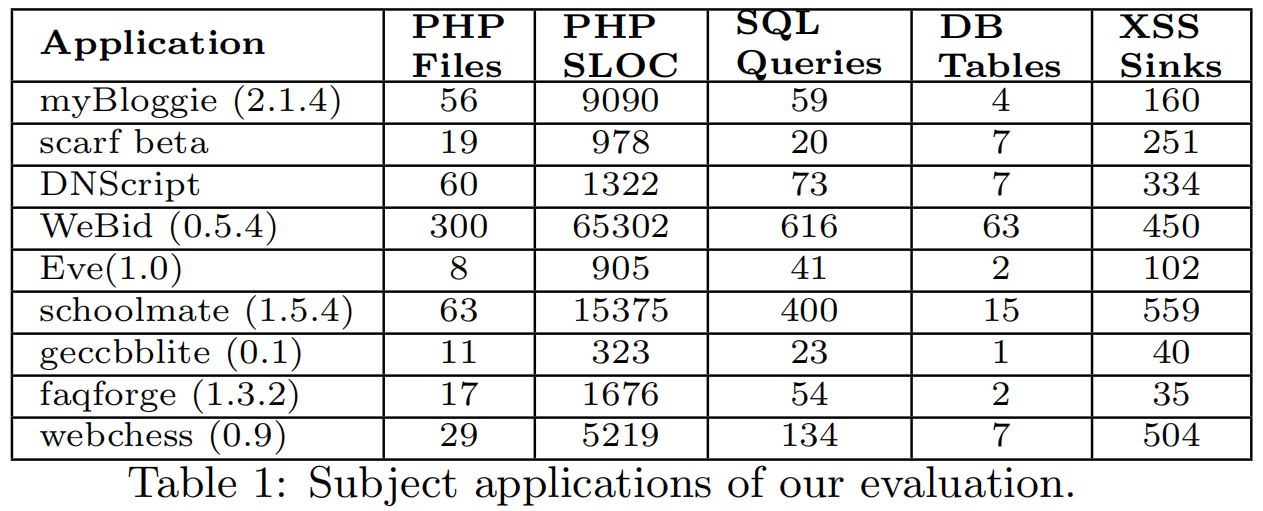 Application PHP Files PHP SLOC SQL Queries DB Tables XSS Sinks
myBloggie (2.1.4) 56 9090 59 4 160
scarf beta 19 978 20 7 251
DNScript 60 1322 73 7 334
WeBid (0.5.4) 300 65302 616 63 450
Eve(1.0) 8 905 41 2 102
schoolmate (1.5.4) 63 15375 400 15 559
geccbblite (0.1) 11 323 23 1 40
faqforge (1.3.2) 17 1676 54 2 35
webchess (0.9) 29 5219 134 7 504
Table 1: Subject applications of our evaluation.